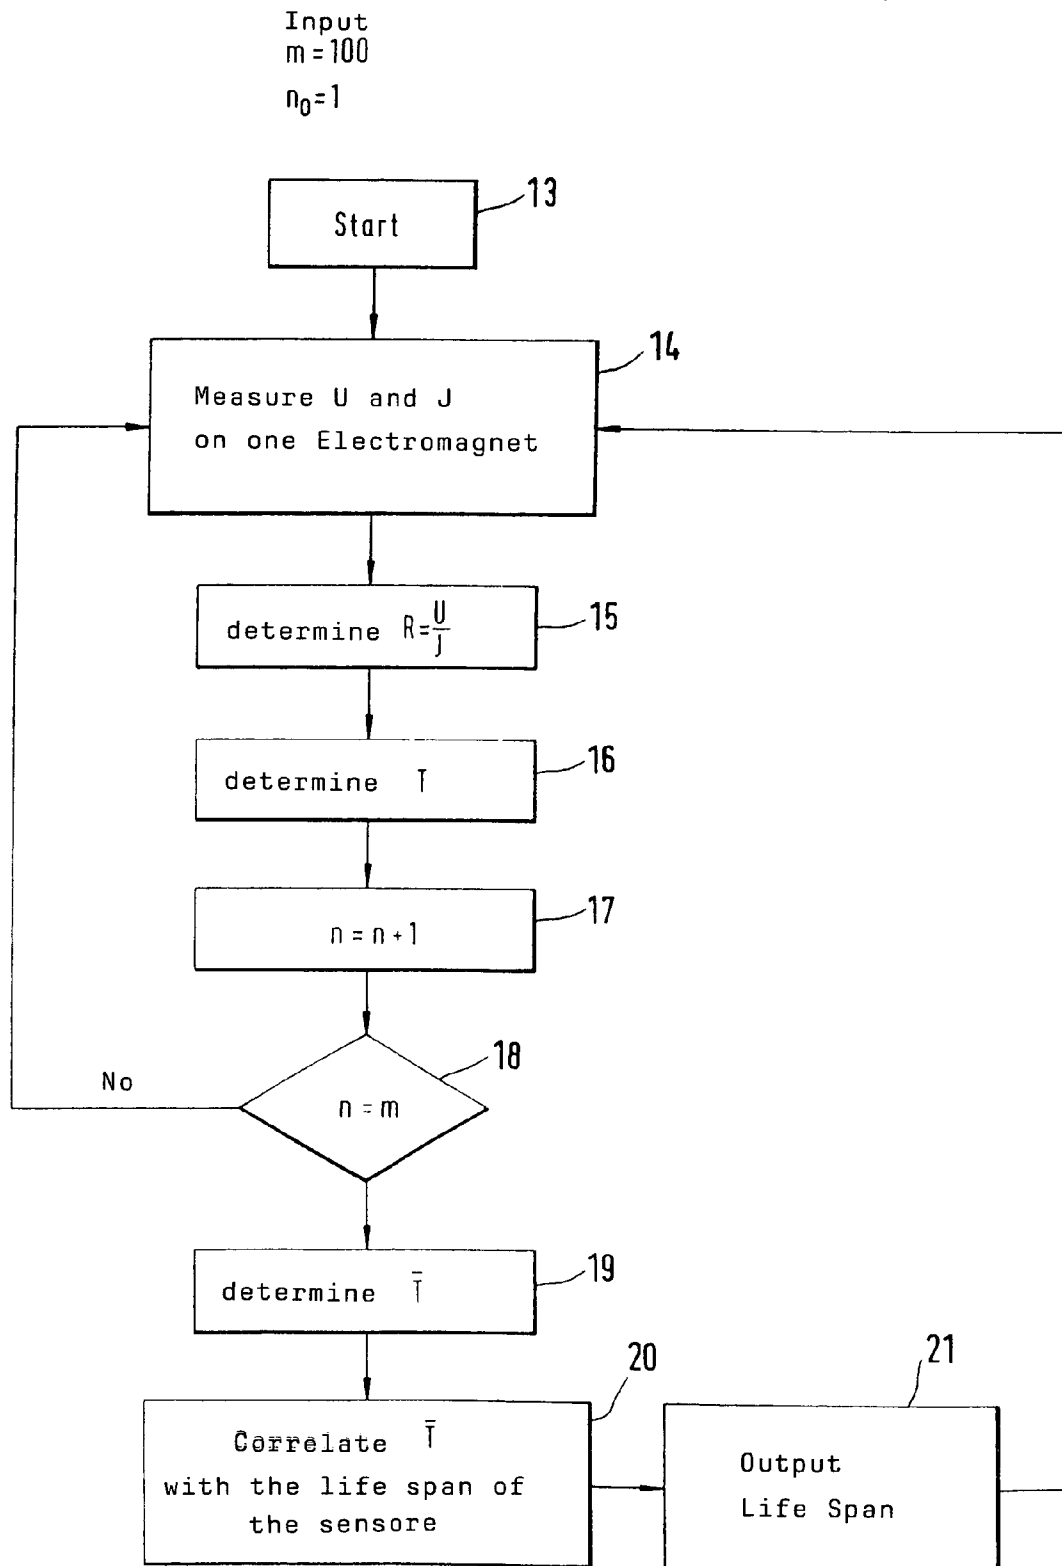 Input
m = 100
n₀ = 1
Start
13
Measure U and J
on one Electromagnet
14
determine R = U/J
15
determine T
16
n = n + 1
17
n = m
18
No
determine T̅
19
Correlate T̅
with the life span of
the sensore
20
Output
Life Span
21